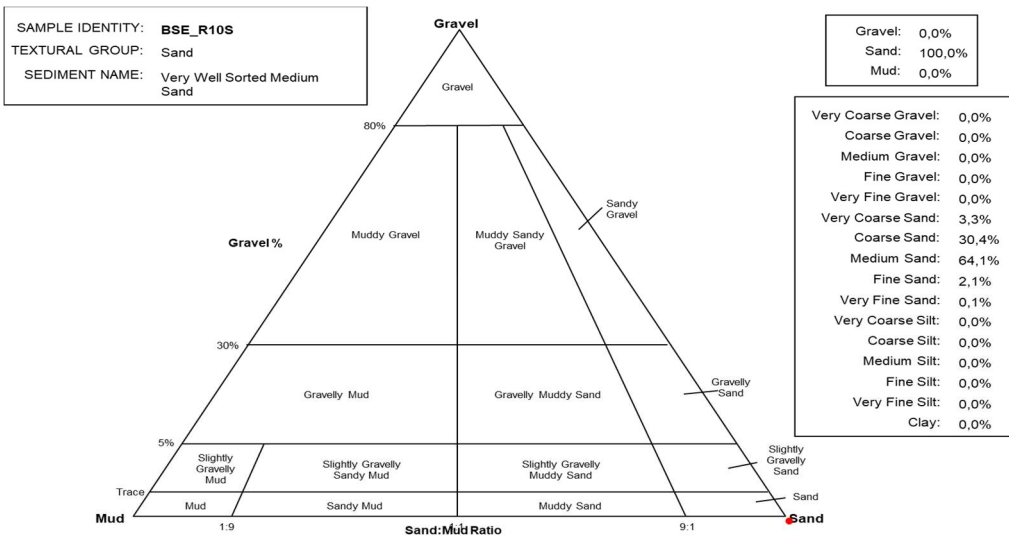 SAMPLE IDENTITY: BSE_R10S
TEXTURAL GROUP: Sand
SEDIMENT NAME: Very Well Sorted Medium
Sand
Gravel: 0,0%
Sand: 100,0%
Mud: 0,0%
Very Coarse Gravel: 0,0%
Coarse Gravel: 0,0%
Medium Gravel: 0,0%
Fine Gravel: 0,0%
Very Fine Gravel: 0,0%
Very Coarse Sand: 3,3%
Coarse Sand: 30,4%
Medium Sand: 64,1%
Fine Sand: 2,1%
Very Fine Sand: 0,1%
Very Coarse Silt: 0,0%
Coarse Silt: 0,0%
Medium Silt: 0,0%
Fine Silt: 0,0%
Very Fine Silt: 0,0%
Clay: 0,0%
Gravel
Gravel
80%
Sandy
Gravel
Gravel %
Muddy Gravel
Muddy Sandy
Gravel
30%
Gravelly Mud
Gravelly Muddy Sand
Gravelly
Sand
5%
Slightly
Gravelly
Mud
Slightly Gravelly
Sandy Mud
Slightly Gravelly
Muddy Sand
Slightly
Gravelly
Sand
Trace
Mud
Sandy Mud
Muddy Sand
Sand
Mud
Sand
1:9
1:1
9:1
Sand:Mud Ratio